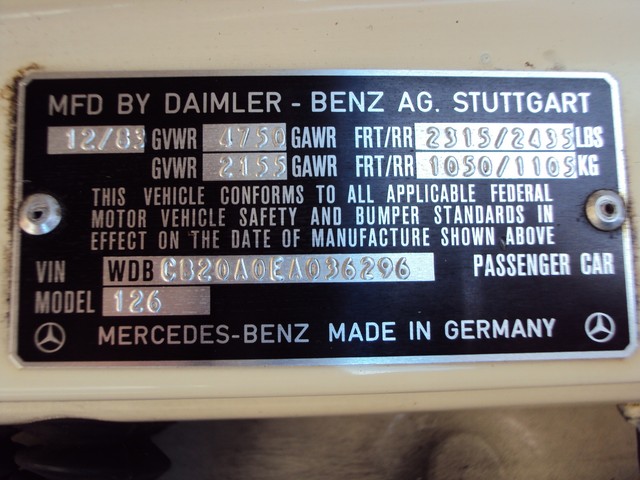 MFD BY DAIMLER - BENZ AG. STUTTGART
12/83 GVWR 4750 GAWR FRT/RR 2315/2435 LBS
GVWR 2155 GAWR FRT/RR 1050/1105 KG
THIS VEHICLE CONFORMS TO ALL APPLICABLE FEDERAL
MOTOR VEHICLE SAFETY AND BUMPER STANDARDS IN
EFFECT ON THE DATE OF MANUFACTURE SHOWN ABOVE
VIN WDB CB20A0EA036296 PASSENGER CAR
MODEL 126
MERCEDES-BENZ MADE IN GERMANY